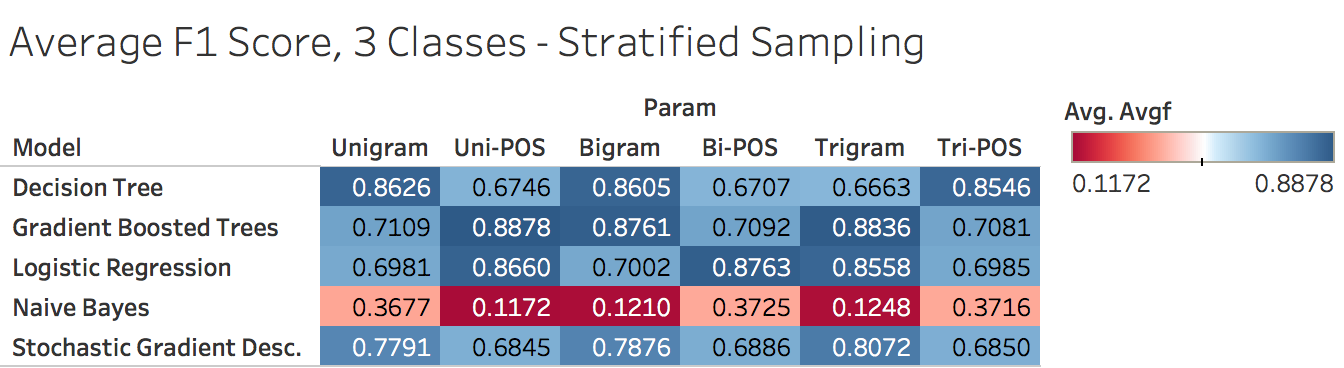 Average F1 Score, 3 Classes - Stratified Sampling
Param
Avg. Avgf
Model Unigram Uni-POS Bigram Bi-POS Trigram Tri-POS
0.1172 0.8878
Decision Tree 0.8626 0.6746 0.8605 0.6707 0.6663 0.8546
Gradient Boosted Trees 0.7109 0.8878 0.8761 0.7092 0.8836 0.7081
Logistic Regression 0.6981 0.8660 0.7002 0.8763 0.8558 0.6985
Naive Bayes 0.3677 0.1172 0.1210 0.3725 0.1248 0.3716
Stochastic Gradient Desc. 0.7791 0.6845 0.7876 0.6886 0.8072 0.6850